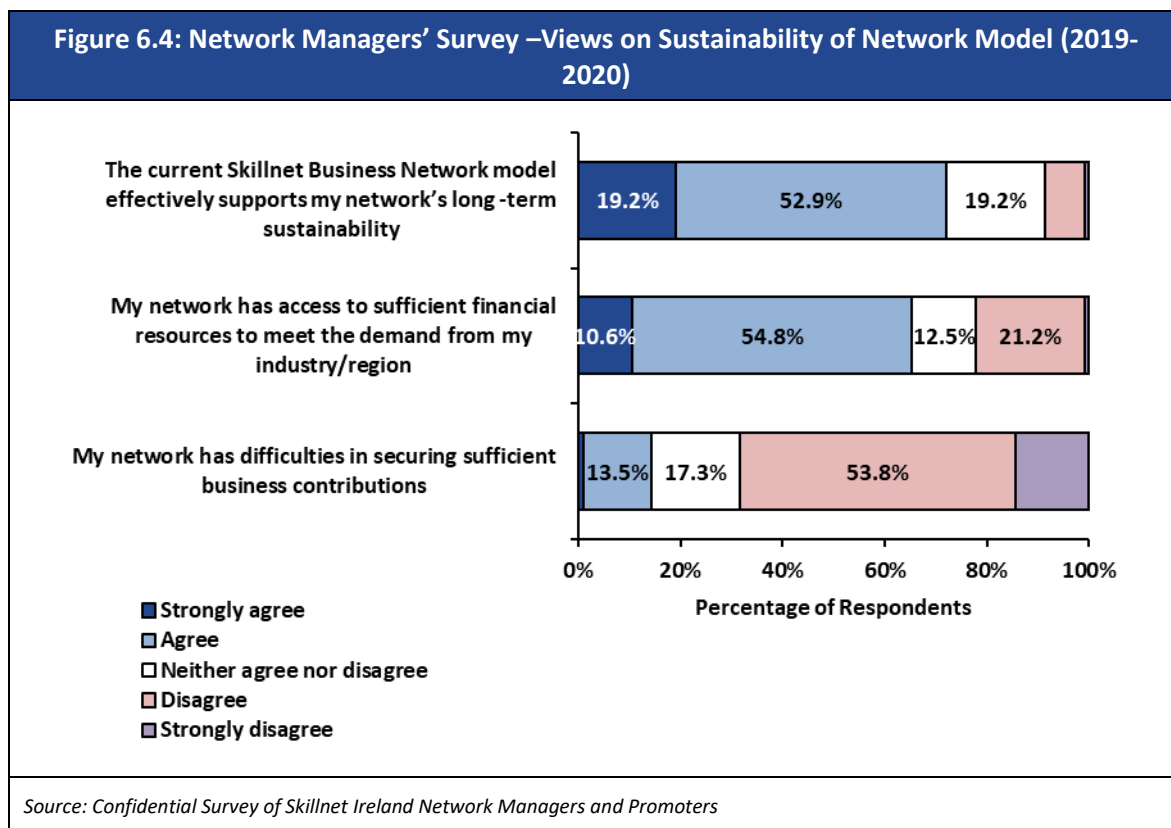 Figure 6.4: Network Managers’ Survey –Views on Sustainability of Network Model (2019-
2020)
The current Skillnet Business Network model
effectively supports my network’s long -term
sustainability
19.2% 52.9% 19.2%
My network has access to sufficient financial
resources to meet the demand from my
industry/region
10.6% 54.8% 12.5% 21.2%
My network has difficulties in securing sufficient
business contributions
13.5% 17.3% 53.8%
0% 20% 40% 60% 80% 100%
Percentage of Respondents
Strongly agree
Agree
Neither agree nor disagree
Disagree
Strongly disagree
Source: Confidential Survey of Skillnet Ireland Network Managers and Promoters